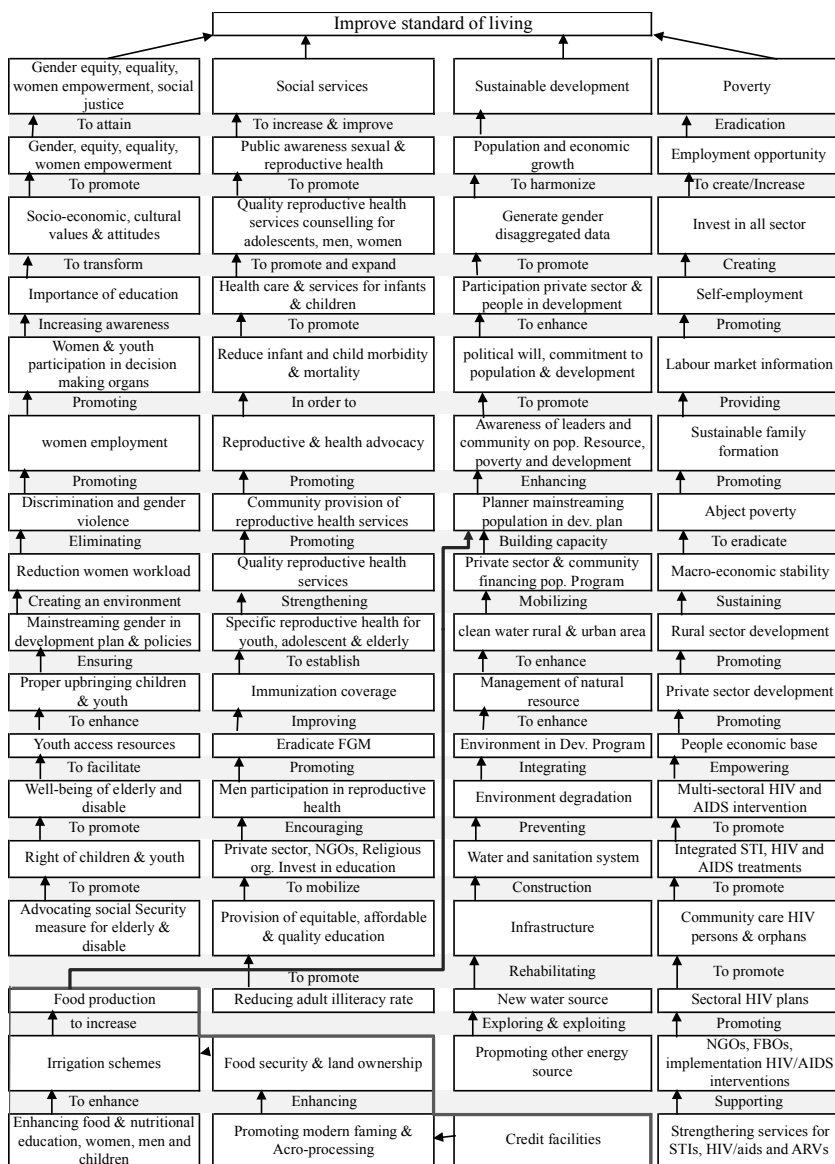 Improve standard of living
Gender equity, equality,
women empowerment, social
justice
To attain
Gender, equity, equality,
women empowerment
To promote
Socio-economic, cultural
values & attitudes
To transform
Importance of education
Increasing awareness
Women & youth
participation in decision
making organs
Promoting
women employment
Promoting
Discrimination and gender
violence
Eliminating
Reduction women workload
Creating an environment
Mainstreaming gender in
development plan & policies
Ensuring
Proper upbringing children
& youth
To enhance
Youth access resources
To facilitate
Well-being of elderly and
disable
To promote
Right of children & youth
To promote
Advocating social Security
measure for elderly &
disable
Food production
to increase
Irrigation schemes
To enhance
Enhancing food & nutritional
education, women, men and
children
Social services
To increase & improve
Public awareness sexual &
reproductive health
To promote
Quality reproductive health
services counselling for
adolescents, men, women
To promote and expand
Health care & services for infants
& children
To promote
Reduce infant and child morbidity
& mortality
In order to
Reproductive & health advocacy
Promoting
Community provision of
reproductive health services
Promoting
Quality reproductive health
services
Strengthening
Specific reproductive health for
youth, adolescent & elderly
To establish
Immunization coverage
Improving
Eradicate FGM
Promoting
Men participation in reproductive
health
Encouraging
Private sector, NGOs, Religious
org. Invest in education
To mobilize
Provision of equitable, affordable
& quality education
To promote
Reducing adult illiteracy rate
Food security & land ownership
Enhancing
Promoting modern faming &
Acro-processing
Sustainable development
Population and economic
growth
To harmonize
Generate gender
disaggregated data
To promote
Participation private sector &
people in development
To enhance
political will, commitment to
population & development
To promote
Awareness of leaders and
community on pop. Resource,
poverty and development
Enhancing
Planner mainstreaming
population in dev. plan
Building capacity
Private sector & community
financing pop. Program
Mobilizing
clean water rural & urban area
To enhance
Management of natural
resource
To enhance
Environment in Dev. Program
Integrating
Environment degradation
Preventing
Water and sanitation system
Construction
Infrastructure
Rehabilitating
New water source
Exploring & exploiting
Propmoting other energy
source
Credit facilities
Poverty
Eradication
Employment opportunity
To create/Increase
Invest in all sector
Creating
Self-employment
Promoting
Labour market information
Providing
Sustainable family
formation
Promoting
Abject poverty
To eradicate
Macro-economic stability
Sustaining
Rural sector development
Promoting
Private sector development
Promoting
People economic base
Empowering
Multi-sectoral HIV and
AIDS intervention
To promote
Integrated STI, HIV and
AIDS treatments
To promote
Community care HIV
persons & orphans
To promote
Sectoral HIV plans
Promoting
NGOs, FBOs,
implementation HIV/AIDS
interventions
Supporting
Strengthering services for
STIs, HIV/aids and ARVs